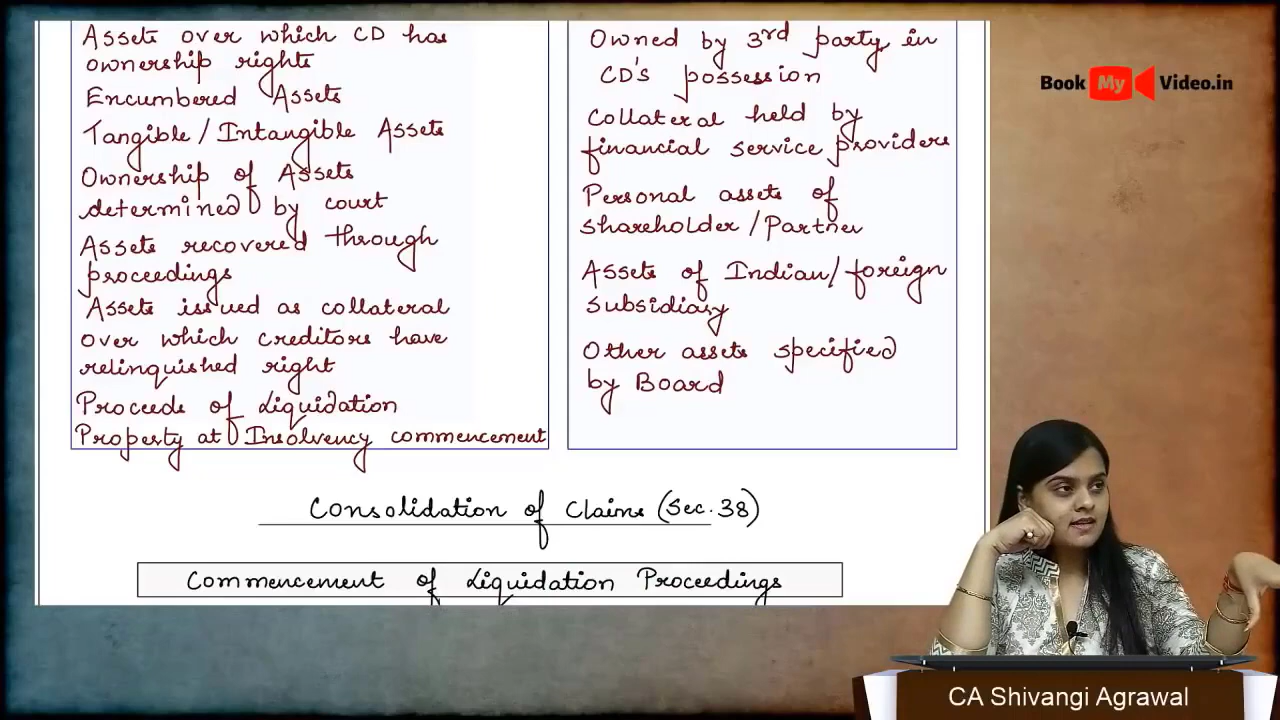 Assets over which CD has
ownership rights
Encumbered Assets
Tangible/Intangible Assets
Ownership of Assets
determined by court
Assets recovered through
proceedings
Assets issued as collateral
over which creditors have
relinquished right
Proceeds of Liquidation
Property at Insolvency commencement
Owned by 3rd party in
CD's possession
Collateral held by
financial service providers
Personal assets of
shareholder/Partner
Assets of Indian/foreign
subsidiary
Other assets specified
by Board
Consolidation of Claims (Sec.38)
Commencement of Liquidation Proceedings
Book My Video.in
CA Shivangi Agrawal